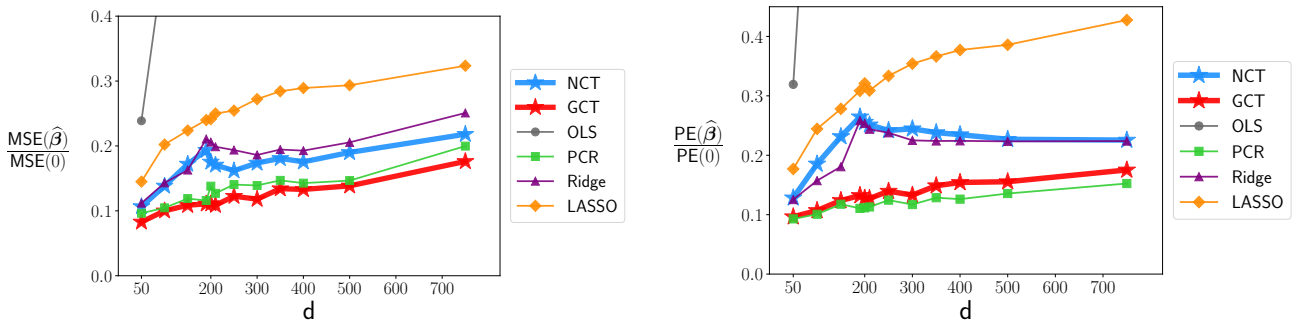 MSE(β̂)
MSE(0)
0.4
0.3
0.2
0.1
0.0
50
200
300
400
500
600
700
d
NCT
GCT
OLS
PCR
Ridge
LASSO
PE(β̂)
PE(0)
0.4
0.3
0.2
0.1
0.0
50
200
300
400
500
600
700
d
NCT
GCT
OLS
PCR
Ridge
LASSO